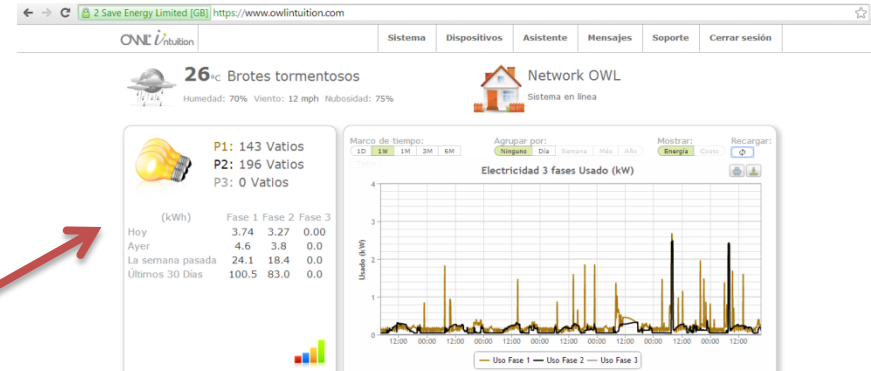 2 Save Energy Limited [GB] https://www.owlintuition.com
OWL intuition
Sistema Dispositivos Asistente Mensajes Soporte Cerrar sesión
26°C Brotes tormentosos
Humedad: 70% Viento: 12 mph Nubosidad: 75%
Network OWL
Sistema en línea
P1: 143 Vatios
P2: 196 Vatios
P3: 0 Vatios
(kWh) Fase 1 Fase 2 Fase 3
Hoy 3.74 3.27 0.00
Ayer 4.6 3.8 0.0
La semana pasada 24.1 18.4 0.0
Últimos 30 Días 100.5 83.0 0.0
Marco de tiempo: Agrupar por: Mostrar: Recargar:
1D 1W 1M 3M 6M Ninguno Día Semana Més Año Energía Costo
Electricidad 3 fases Usado (kW)
Usado (kW)
4
3
2
1
0
12:00 00:00 12:00 00:00 12:00 00:00 12:00 00:00 12:00 00:00 12:00 00:00 12:00
Uso Fase 1 Uso Fase 2 Uso Fase 3